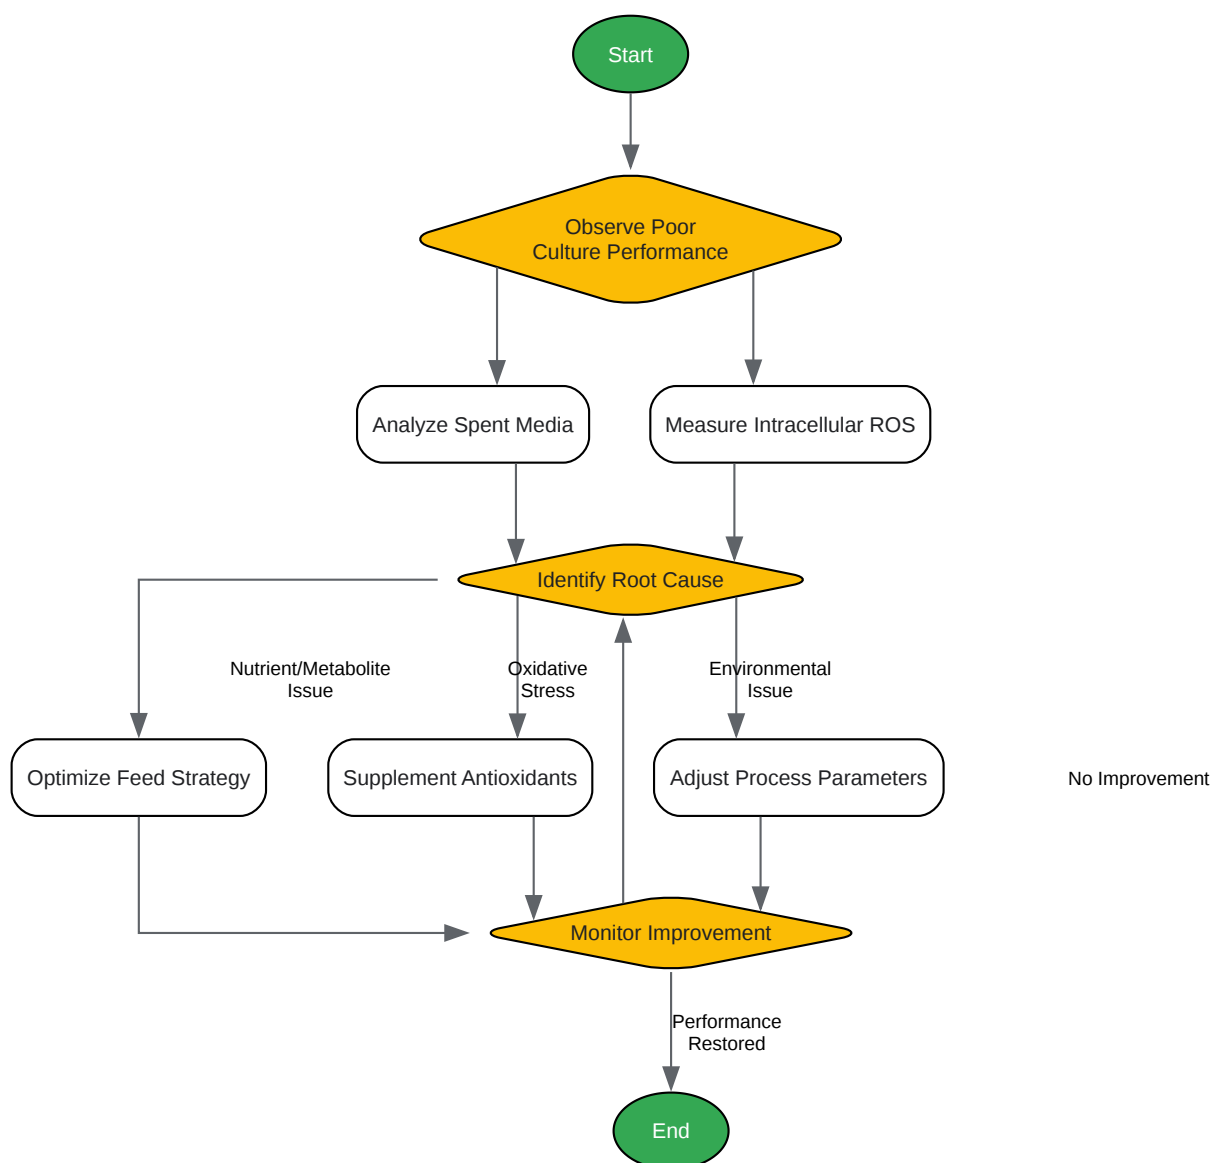 Start
Observe Poor
Culture Performance
Analyze Spent Media
Measure Intracellular ROS
Identify Root Cause
Nutrient/Metabolite
Issue
Oxidative
Stress
Environmental
Issue
Optimize Feed Strategy
Supplement Antioxidants
Adjust Process Parameters
No Improvement
Monitor Improvement
Performance
Restored
End